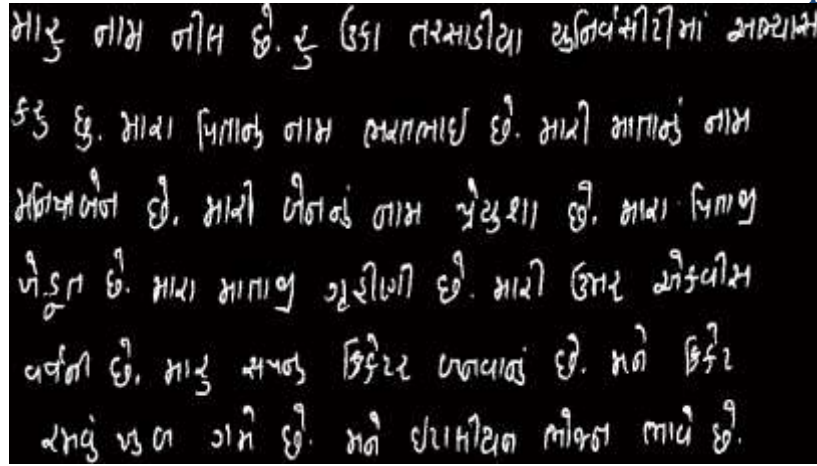 મારુ નામ નીલ છે. હુ ઉકા તરસાડીયા યુનિવર્સીટીમાં અભ્યાસ
કરુ છુ. મારા પિતાનુ નામ ભરતભાઇ છે. મારી માતાનું નામ
છે. મારી બેનનું નામ પ્રેયુશા છે. મારા પિતાજી
ખેડૂત છે. મારા માતાજી ગૃહીણી છે. મારી ઉમર એકવીસ
વર્ષની છે. મારુ સપનુ ક્રિકેટર બનવાનું છે. મને ક્રિકેટ
રમવું ખુબ ગમે છે. મને ઇટાલીયન ભોજન ભાવે છે.